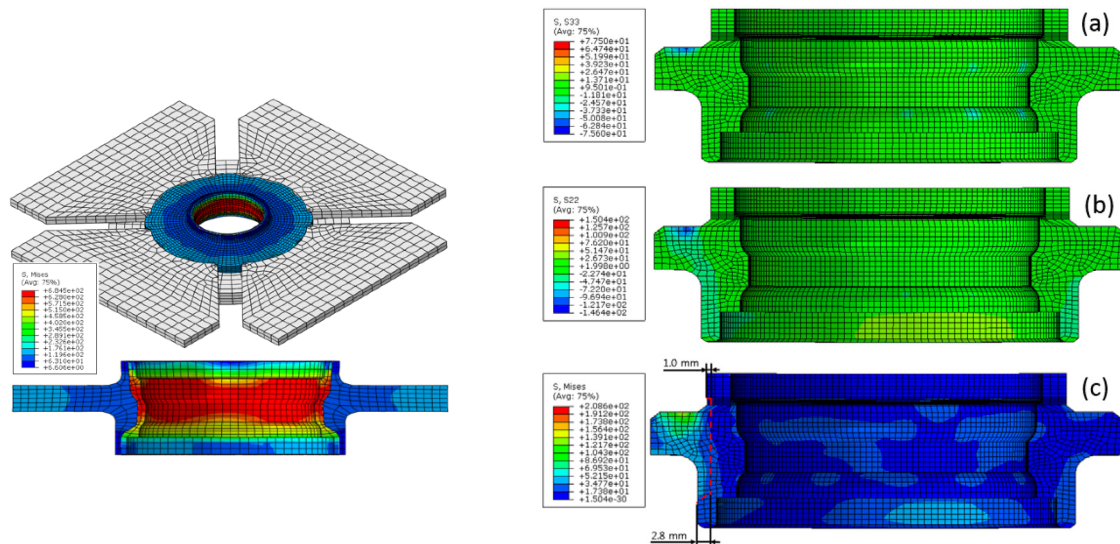 S, Mises
(Avg: 75%)
+6.845e+02
+6.280e+02
+5.715e+02
+5.150e+02
+4.585e+02
+4.020e+02
+3.455e+02
+2.891e+02
+2.326e+02
+1.761e+02
+1.196e+02
+6.310e+01
+6.606e+00
S, S33
(Avg: 75%)
+7.750e+01
+6.474e+01
+5.199e+01
+3.923e+01
+2.647e+01
+1.371e+01
+9.501e-01
-1.181e+01
-2.457e+01
-3.733e+01
-5.008e+01
-6.284e+01
-7.560e+01
(a)
S, S22
(Avg: 75%)
+1.504e+02
+1.257e+02
+1.009e+02
+7.620e+01
+5.147e+01
+2.673e+01
+1.998e+00
-2.274e+01
-4.747e+01
-7.220e+01
-9.694e+01
-1.217e+02
-1.464e+02
(b)
1.0 mm
S, Mises
(Avg: 75%)
+2.086e+02
+1.912e+02
+1.738e+02
+1.564e+02
+1.391e+02
+1.217e+02
+1.043e+02
+8.692e+01
+6.953e+01
+5.215e+01
+3.477e+01
+1.738e+01
+1.504e-30
(c)
2.8 mm